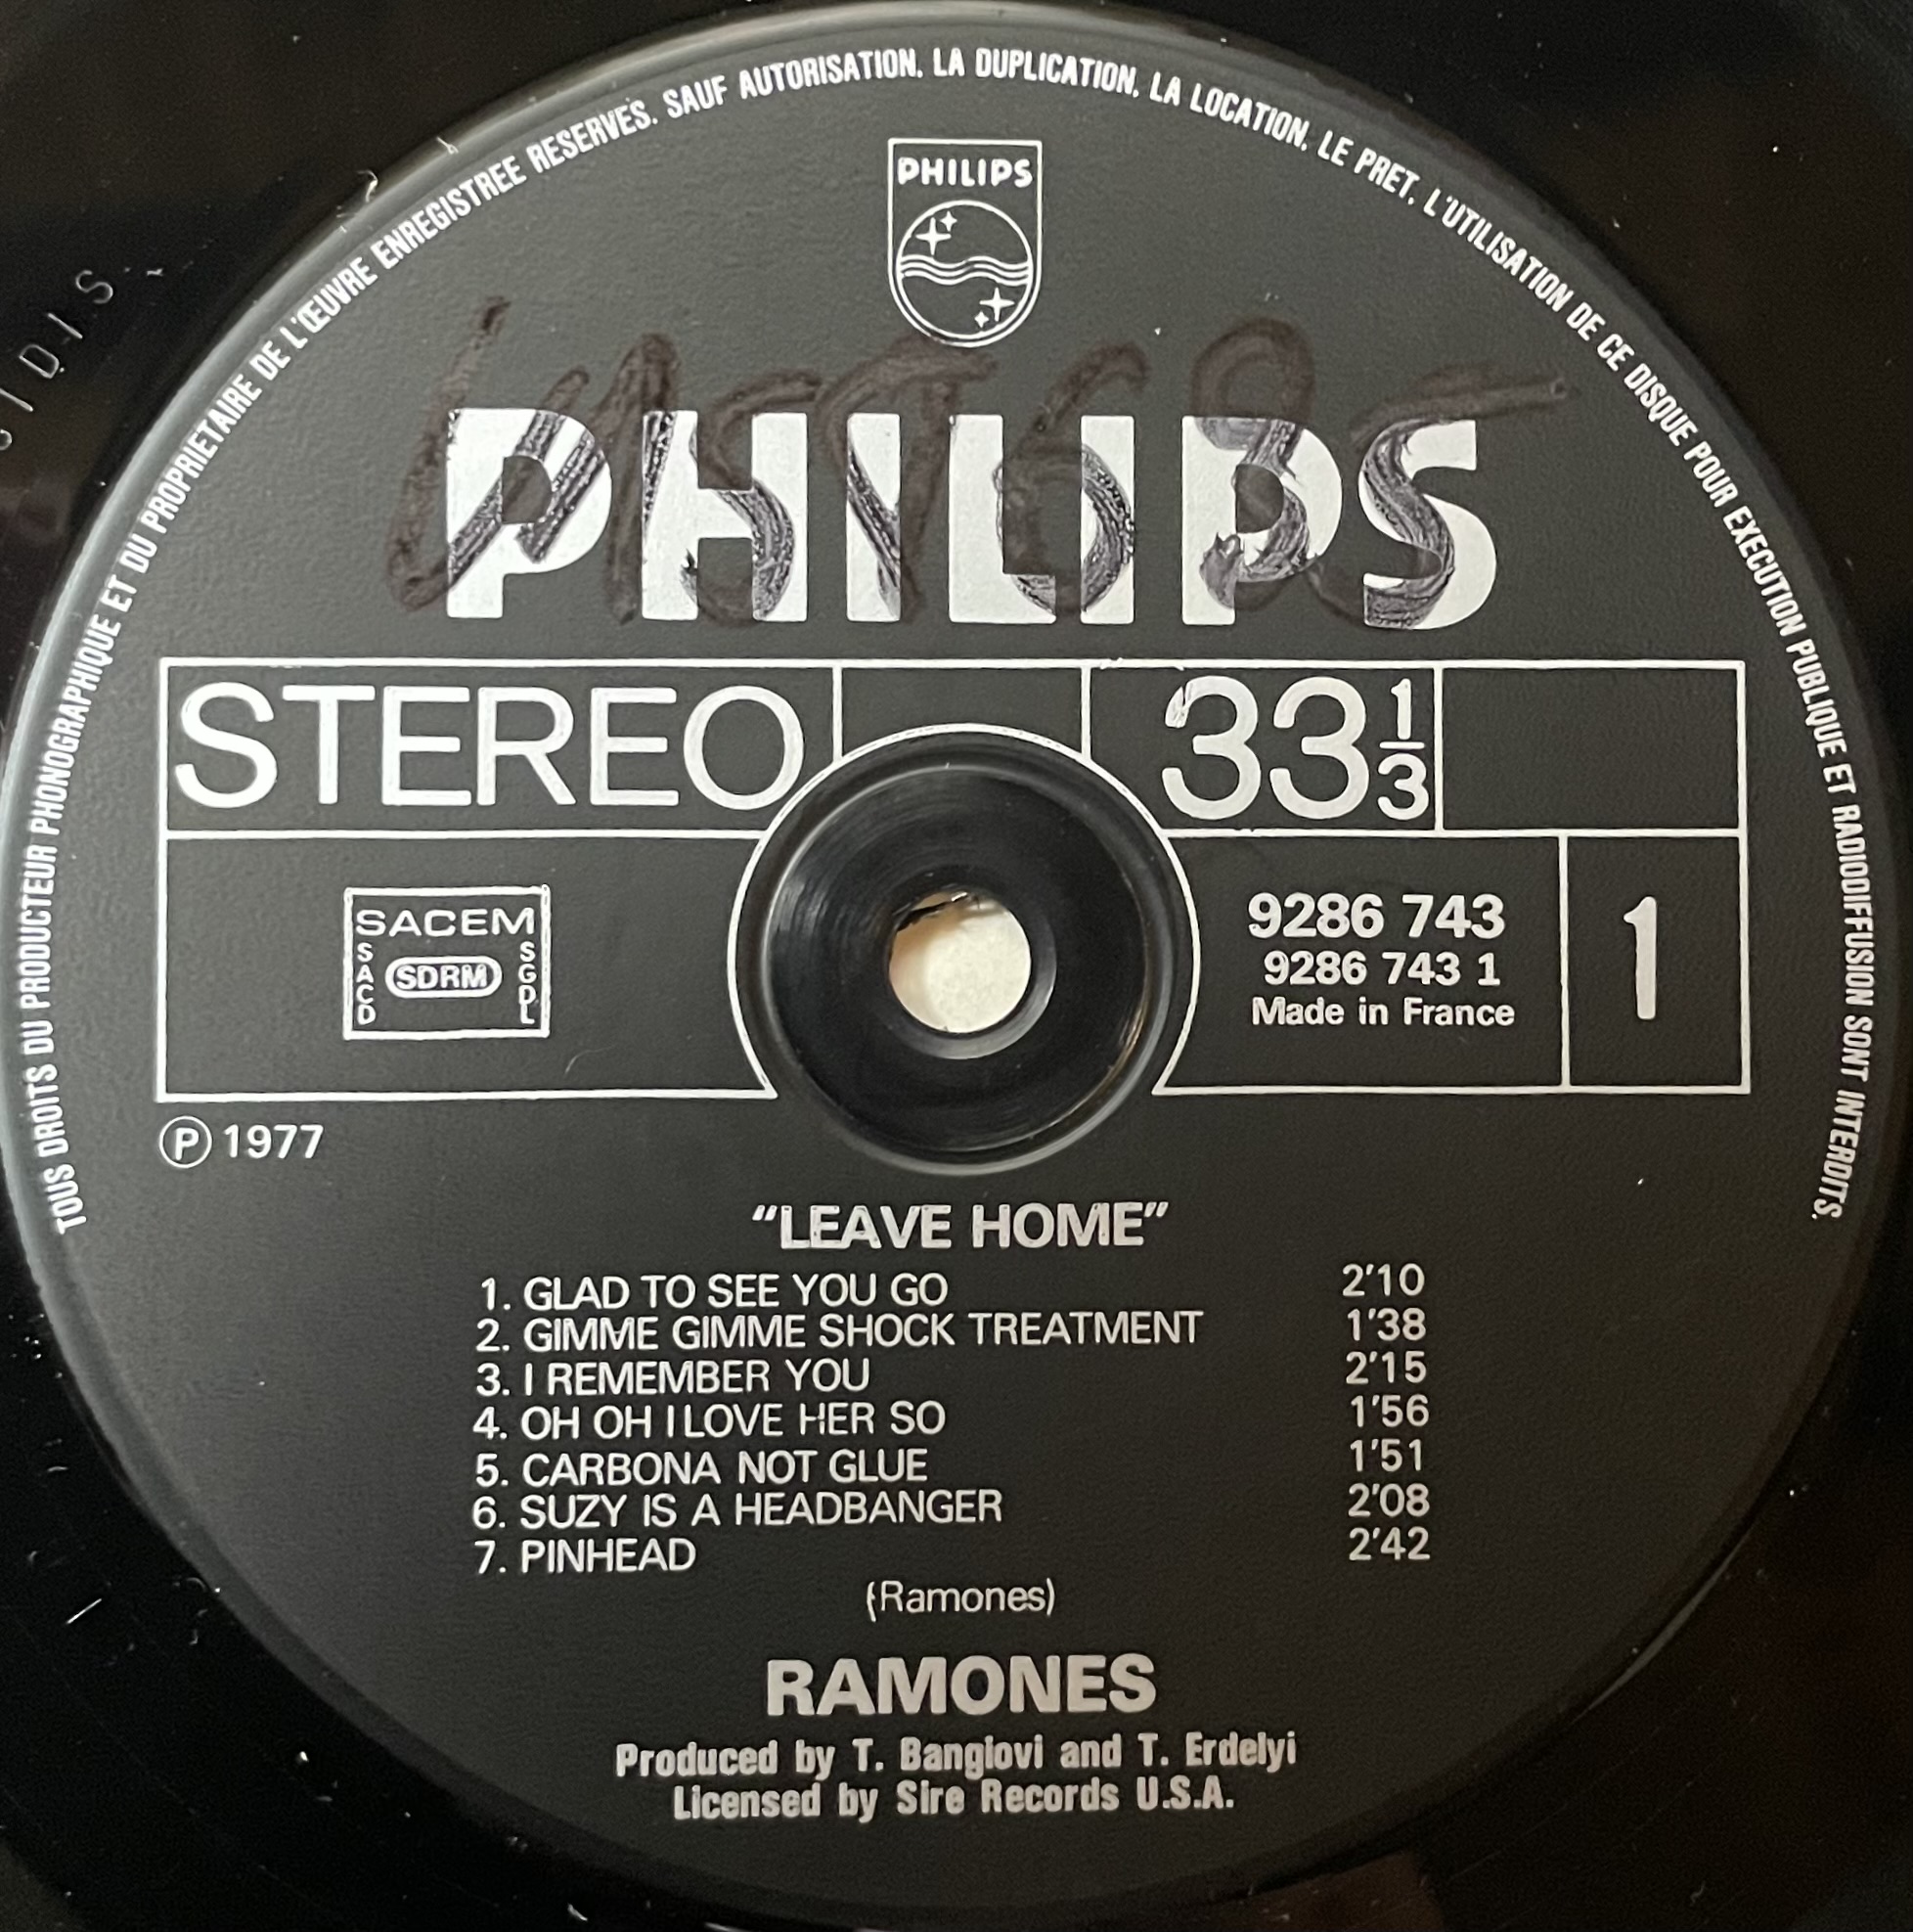 TOUS DROITS DU PRODUCTEUR PHONOGRAPHIQUE ET DU PROPRIETAIRE DE L'ŒUVRE ENREGISTREE RESERVES. SAUF AUTORISATION, LA DUPLICATION, LA LOCATION, LE PRET, L'UTILISATION DE CE DISQUE POUR EXECUTION PUBLIQUE ET RADIODIFFUSION SONT INTERDITS.
PHILIPS
PHILIPS
STEREO
33 1/3
SACEM
SACD
SDRM
SGDL
9286 743
9286 743 1
Made in France
1
Ⓟ 1977
"LEAVE HOME"
1. GLAD TO SEE YOU GO 2'10
2. GIMME GIMME SHOCK TREATMENT 1'38
3. I REMEMBER YOU 2'15
4. OH OH I LOVE HER SO 1'56
5. CARBONA NOT GLUE 1'51
6. SUZY IS A HEADBANGER 2'08
7. PINHEAD 2'42
(Ramones)
RAMONES
Produced by T. Bangiovi and T. Erdelyi
Licensed by Sire Records U.S.A.